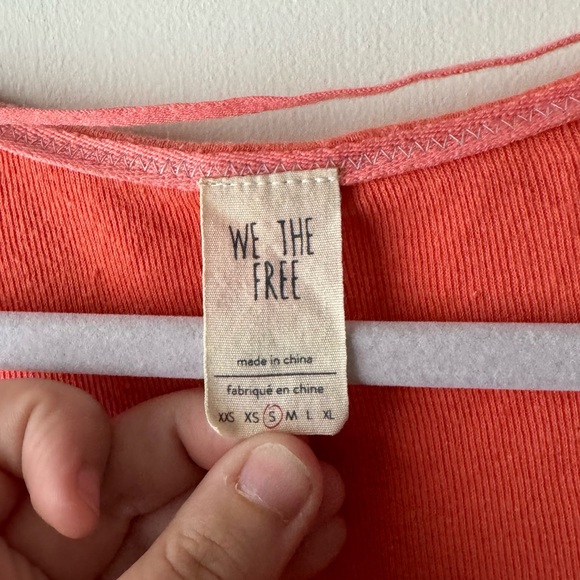 WE THE
FREE
made in china
fabriqué en chine
XXS XS S M L XL